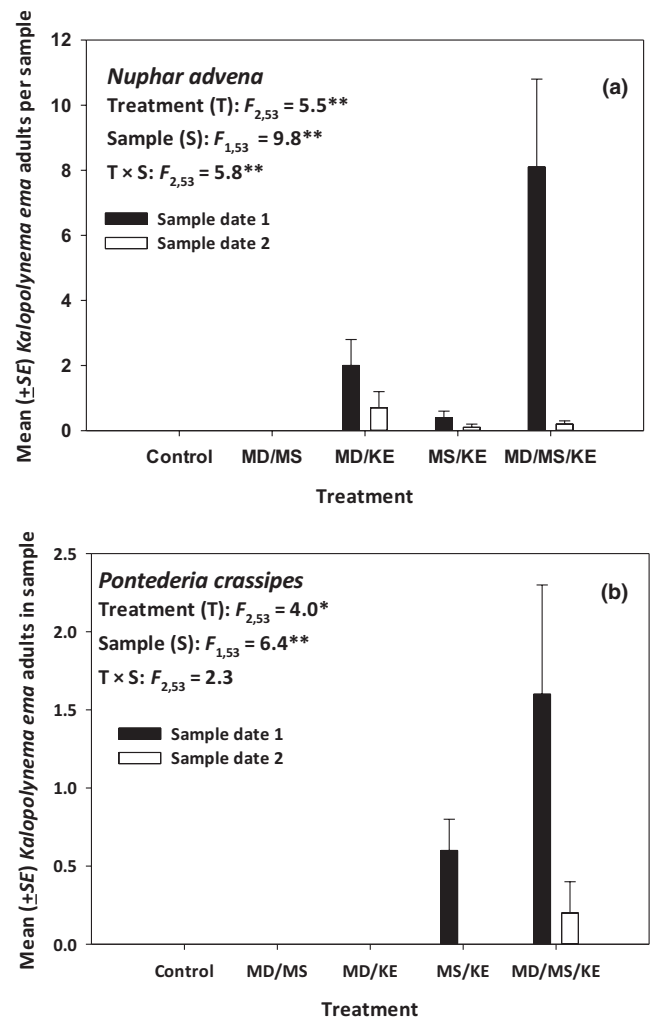 12
10
8
6
4
2
0
Mean (±SE) Kalopolynema ema adults per sample
Nuphar advena
(a)
Treatment (T): F2,53 = 5.5**
Sample (S): F1,53 = 9.8**
T × S: F2,53 = 5.8**
Sample date 1
Sample date 2
Control MD/MS MD/KE MS/KE MD/MS/KE
Treatment
2.5
2.0
1.5
1.0
0.5
0.0
Mean (±SE) Kalopolynema ema adults in sample
Pontederia crassipes
(b)
Treatment (T): F2,53 = 4.0*
Sample (S): F1,53 = 6.4**
T × S: F2,53 = 2.3
Sample date 1
Sample date 2
Control MD/MS MD/KE MS/KE MD/MS/KE
Treatment